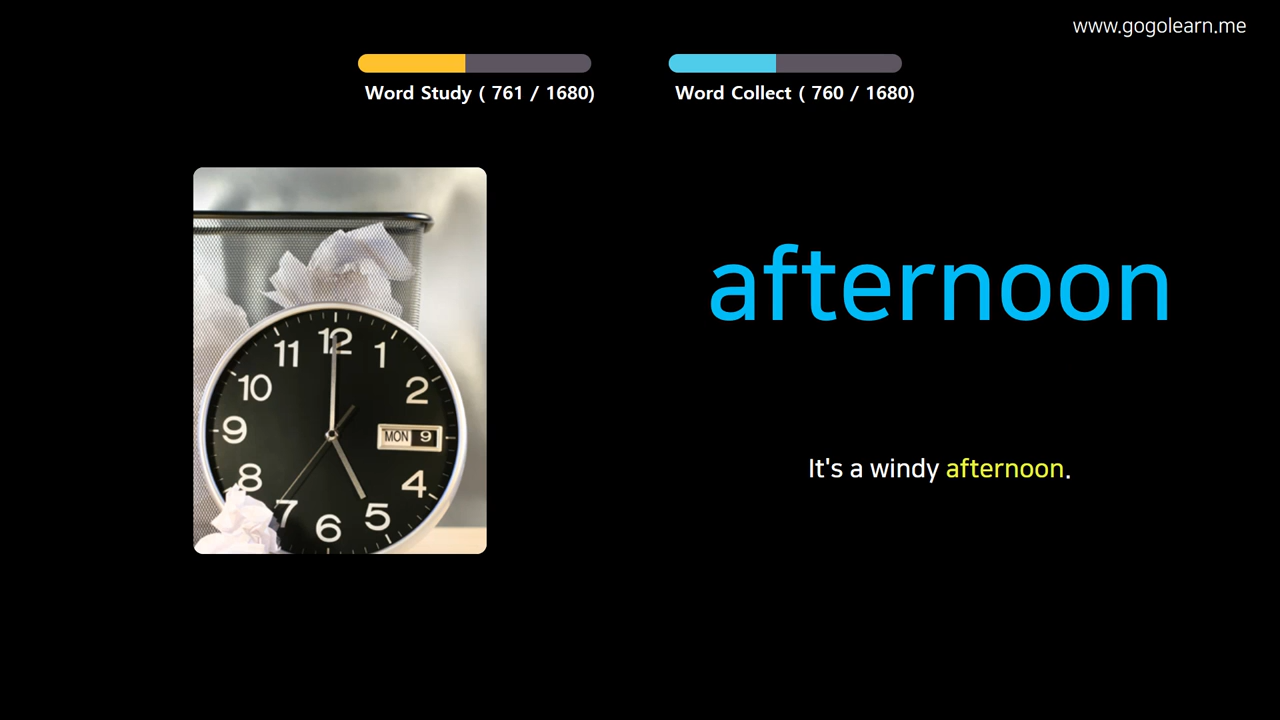 www.gogolearn.me
Word Study ( 761 / 1680)
Word Collect ( 760 / 1680)
afternoon
It's a windy afternoon.
12
11
1
10
2
9
MON 9
8
4
7
5
6